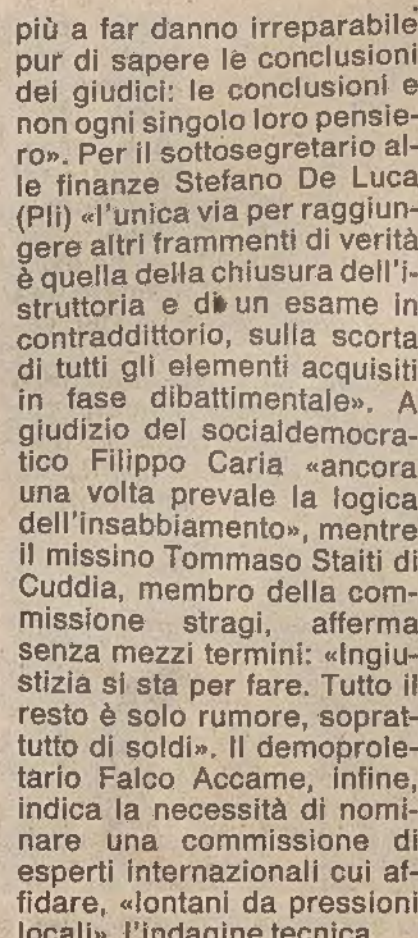 più a far danno irreparabile
pur di sapere le conclusioni
dei giudici: le conclusioni e
non ogni singolo loro pensie-
ro». Per il sottosegretario al-
le finanze Stefano De Luca
(Pli) «l'unica via per raggiun-
gere altri frammenti di verità
è quella della chiusura dell'i-
struttoria e di un esame in
contraddittorio, sulla scorta
di tutti gli elementi acquisiti
in fase dibattimentale». A
giudizio del socialdemocra-
tico Filippo Caria «ancora
una volta prevale la logica
dell'insabbiamento», mentre
il missino Tommaso Staiti di
Cuddia, membro della com-
missione stragi, afferma
senza mezzi termini: «Ingiu-
stizia si sta per fare. Tutto il
resto è solo rumore, soprat-
tutto di soldi». Il demoprole-
tario Falco Accame, infine,
indica la necessità di nomi-
nare una commissione di
esperti internazionali cui af-
fidare, «lontani da pressioni
locali», l'indagine tecnica.